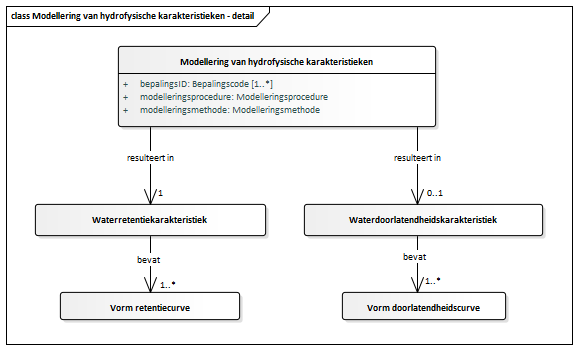 class Modellering van hydrofysische karakteristieken - detail
Modellering van hydrofysische karakteristieken
+ bepalingsID: Bepalingscode [1..*]
+ modelleringsprocedure: Modelleringsprocedure
+ modelleringsmethode: Modelleringsmethode
resulteert in
resulteert in
1
0..1
Waterretentiekarakteristiek
Waterdoorlatendheidskarakteristiek
bevat
bevat
1..*
1..*
Vorm retentiecurve
Vorm doorlatendheidscurve